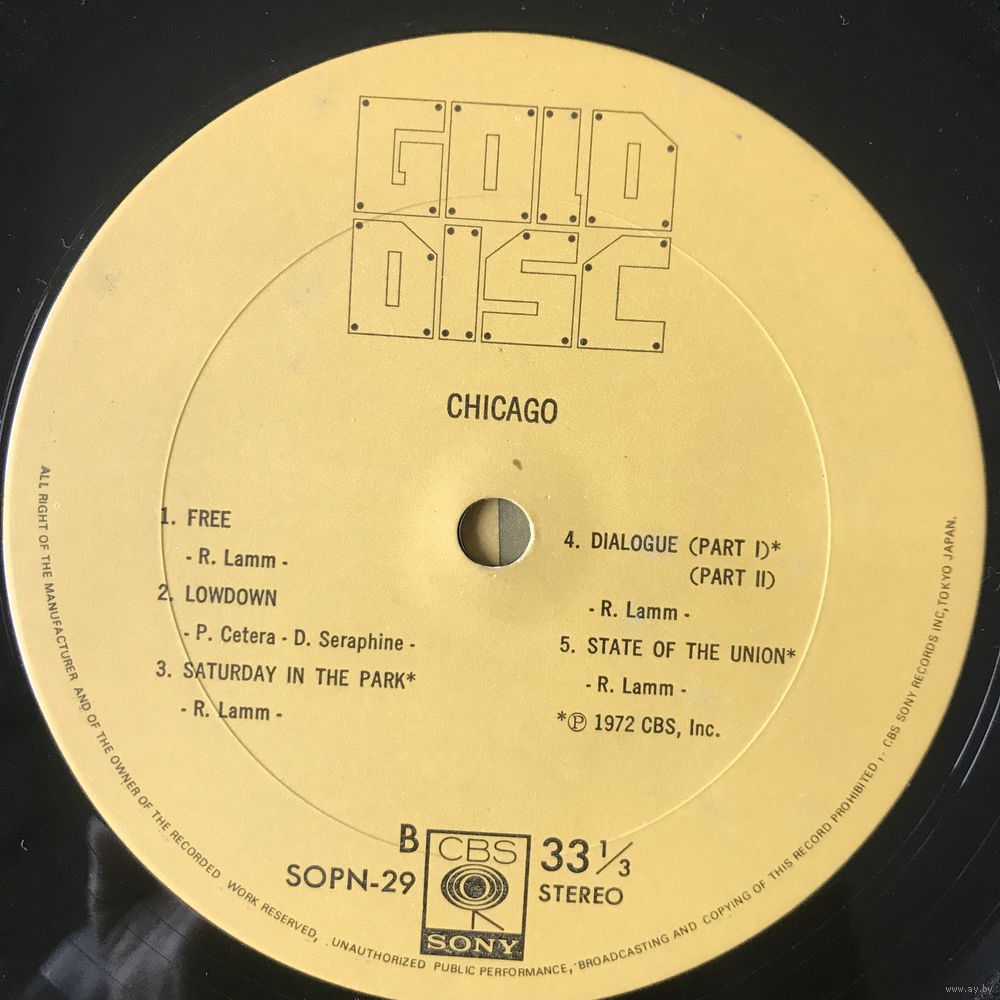 GOLD
DISC
CHICAGO
1. FREE
- R. Lamm -
2. LOWDOWN
- P. Cetera - D. Seraphine -
3. SATURDAY IN THE PARK*
- R. Lamm -
4. DIALOGUE (PART I)*
(PART II)
- R. Lamm -
5. STATE OF THE UNION*
- R. Lamm -
*℗ 1972 CBS, Inc.
B
SOPN-29
CBS
SONY
33 1/3
STEREO
ALL RIGHT OF THE MANUFACTURER AND OF THE OWNER OF THE RECORDED WORK RESERVED, . UNAUTHORIZED PUBLIC PERFORMANCE, BROADCASTING AND COPYING OF THIS RECORD PROHIBITED, . CBS SONY RECORDS INC, TOKYO JAPAN.
www.ay.by